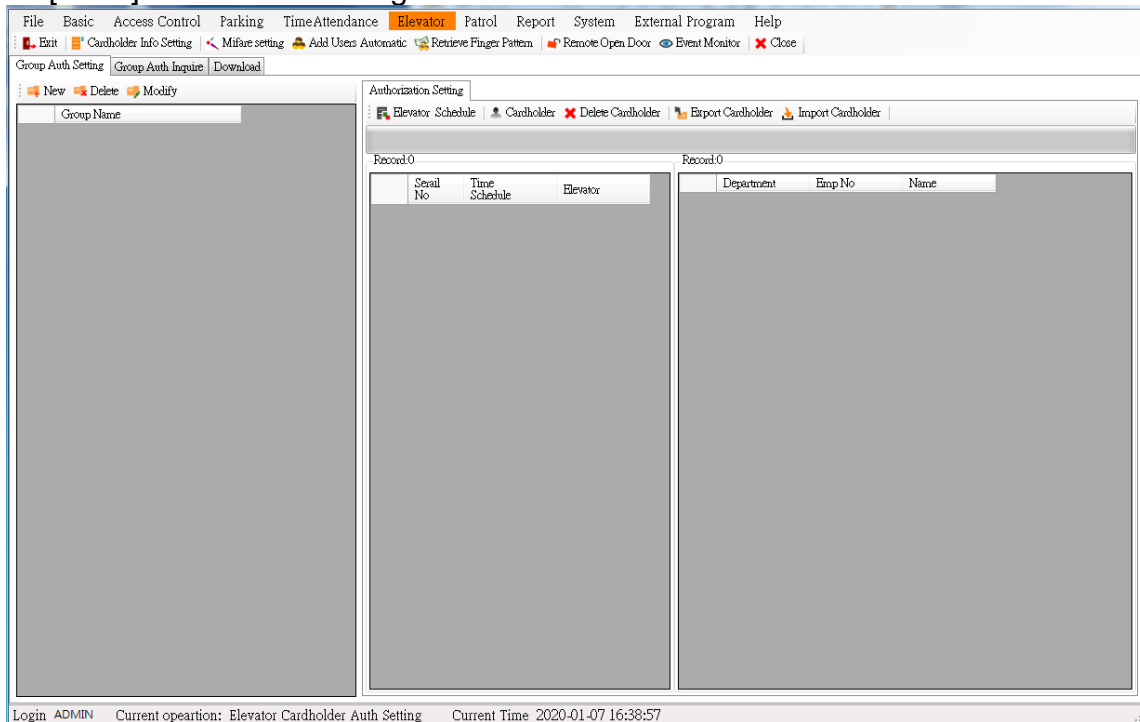 File Basic Access Control Parking TimeAttendance Elevator Patrol Report System External Program Help
Exit Cardholder Info Setting Mifare setting Add Users Automatic Retrieve Finger Pattern Remote Open Door Event Monitor Close
Group Auth Setting Group Auth Inquire Download
New Delete Modify
Group Name
Authorization Setting
Elevator Schedule Cardholder Delete Cardholder Export Cardholder Import Cardholder
Record:0
Serail No Time Schedule Elevator
Record:0
Department Emp No Name
Login ADMIN Current opeartion: Elevator Cardholder Auth Setting Current Time 2020-01-07 16:38:57